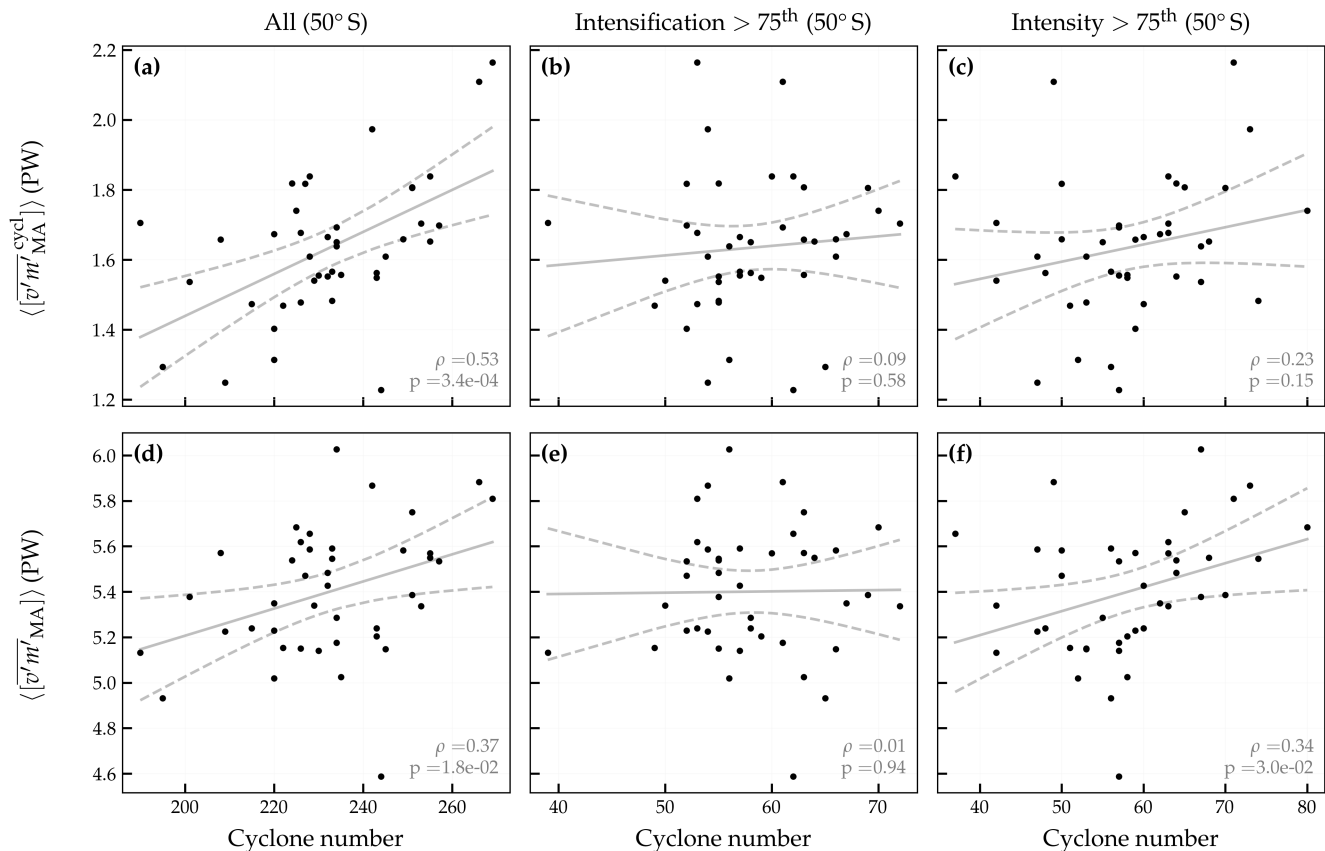 All (50° S) Intensification > 75th (50° S) Intensity > 75th (50° S)
(a) (b) (c)
2.2
2.0
1.8
1.6
1.4
1.2
⟨[v′m′ cycl MA]⟩ (PW)
ρ =0.53 ρ =0.09 ρ =0.23
p =3.4e-04 p =0.58 p =0.15
(d) (e) (f)
6.0
5.8
5.6
5.4
5.2
5.0
4.8
4.6
⟨[v′m′ MA]⟩ (PW)
ρ =0.37 ρ =0.01 ρ =0.34
p =1.8e-02 p =0.94 p =3.0e-02
200 220 240 260 40 50 60 70 40 50 60 70 80
Cyclone number Cyclone number Cyclone number